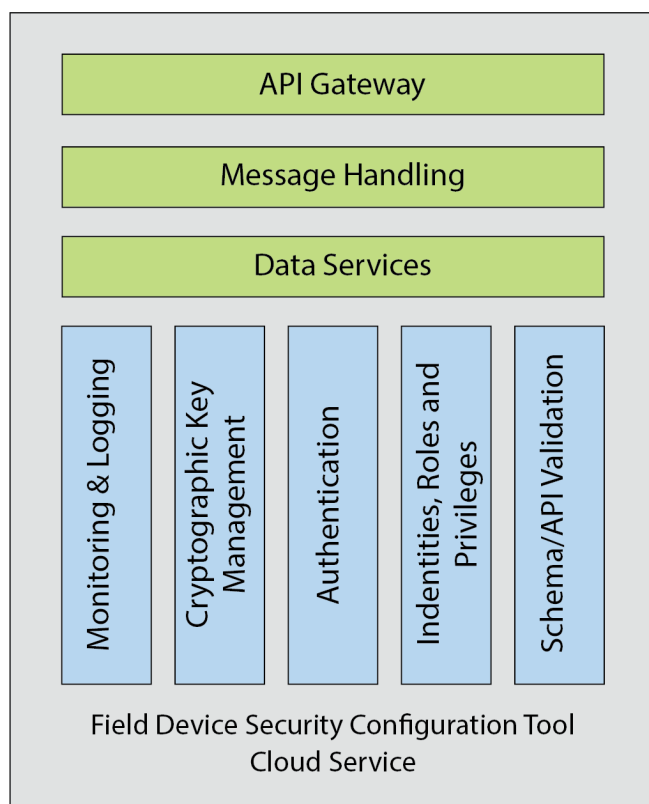 API Gateway
Message Handling
Data Services
Monitoring & Logging
Cryptographic Key
Management
Authentication
Indentities, Roles and
Privileges
Schema/API Validation
Field Device Security Configuration Tool
Cloud Service